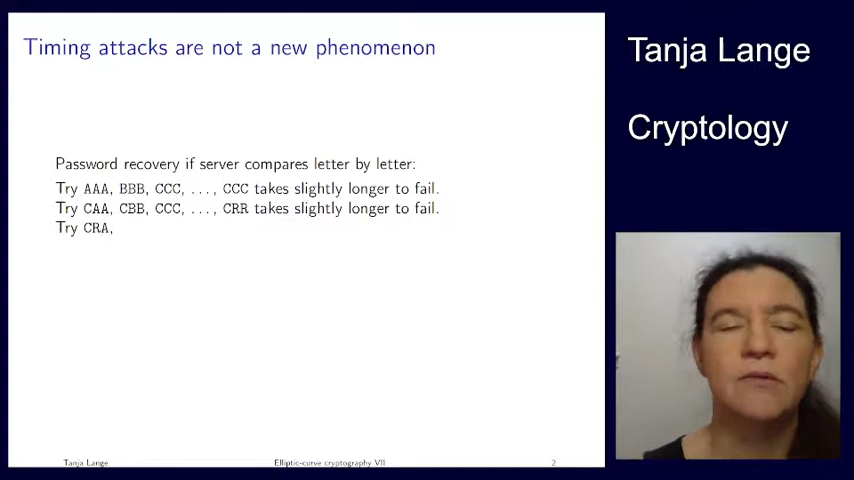 Timing attacks are not a new phenomenon
Password recovery if server compares letter by letter:
Try AAA, BBB, CCC, ..., CCC takes slightly longer to fail.
Try CAA, CBB, CCC, ..., CRR takes slightly longer to fail.
Try CRA,
Tanja Lange
Elliptic-curve cryptography VII
2
Tanja Lange
Cryptology